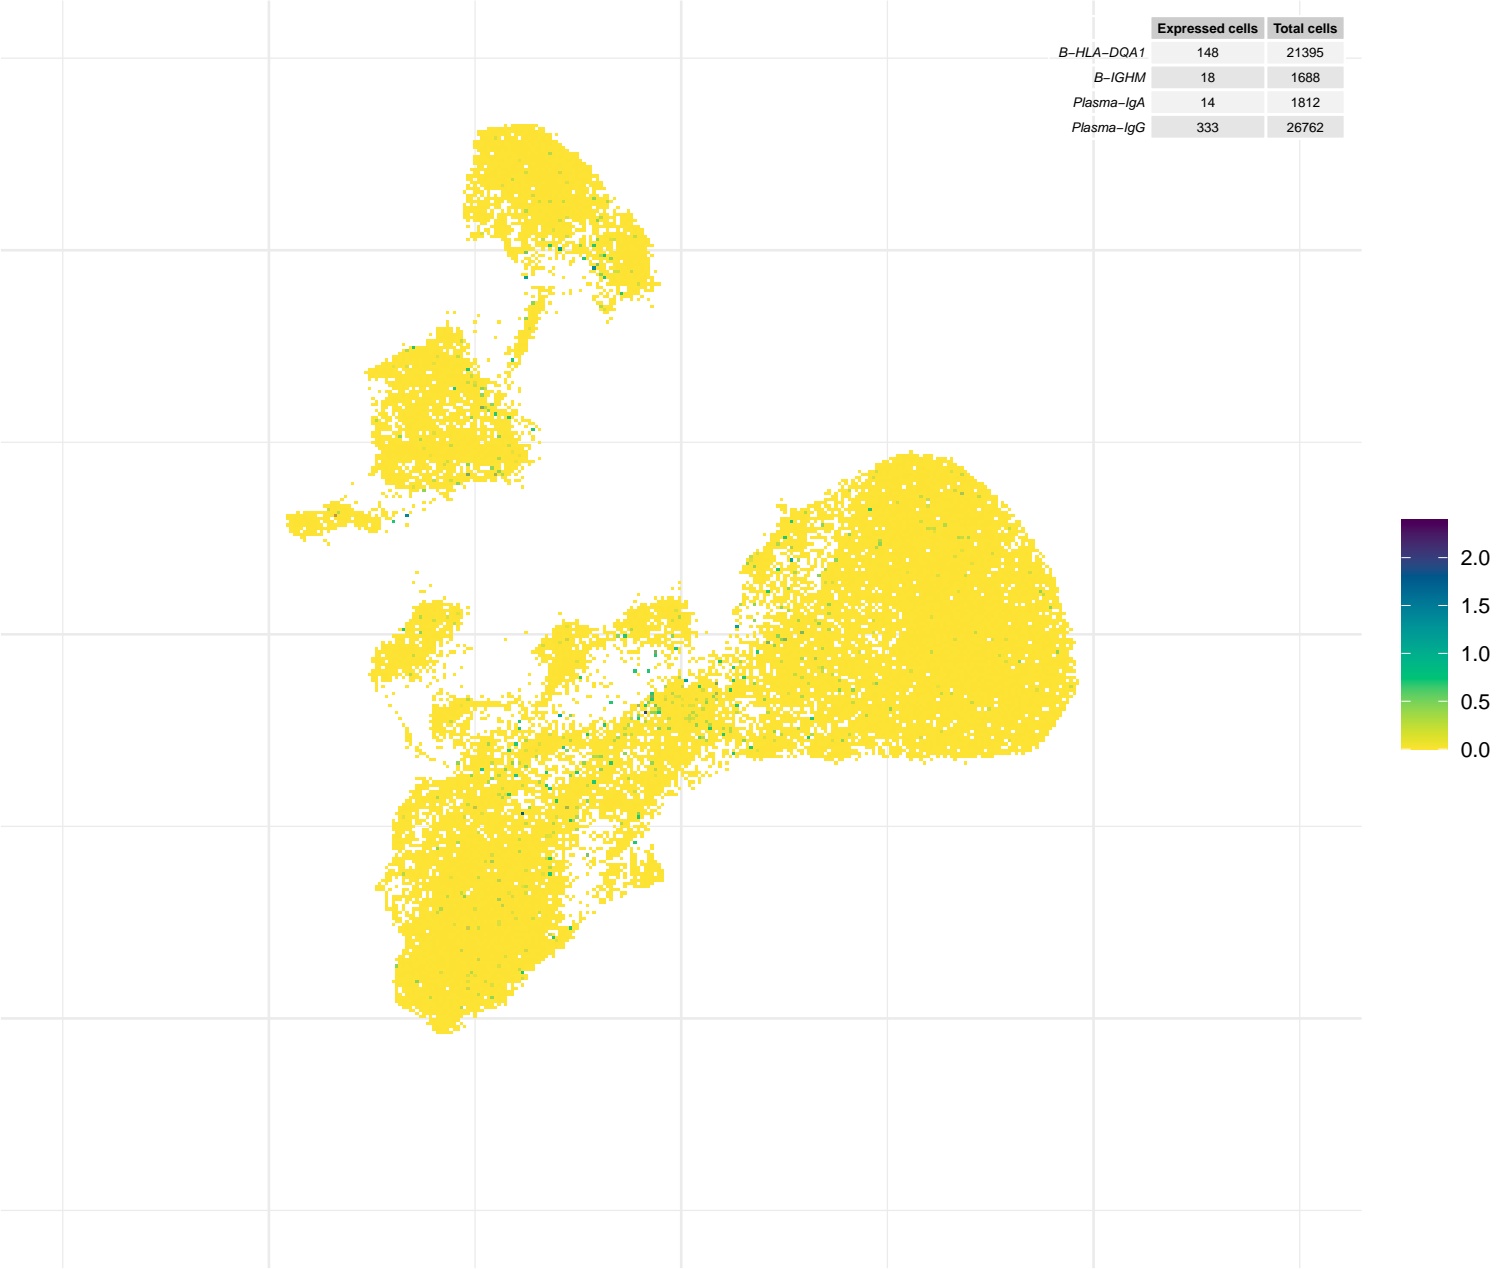 Expressed cells Total cells
B−HLA−DQA1 148 21395
B−IGHM 18 1688
Plasma−IgA 14 1812
Plasma−IgG 333 26762
2.0
1.5
1.0
0.5
0.0